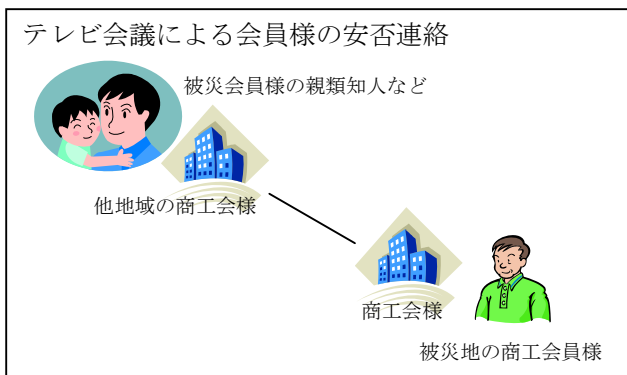 テレビ会議による会員様の安否連絡
被災会員様の親類知人など
他地域の商工会様
商工会様
被災地の商工会員様